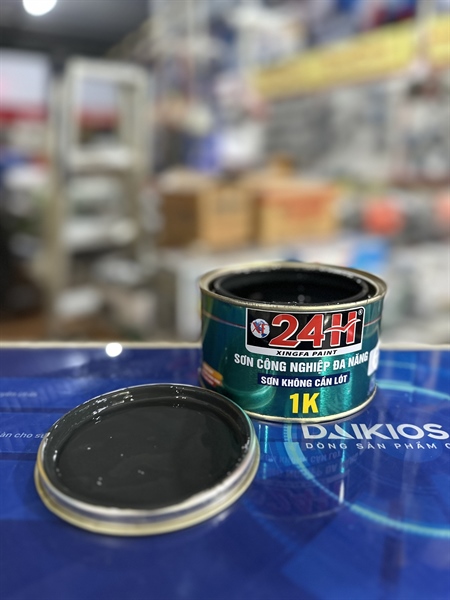 24H
XINGFA PAINT
SƠN CÔNG NGHIỆP ĐA NĂNG
SƠN KHÔNG CẦN LÓT
1K
DAIKIOS
DÒNG SẢN PHẨM